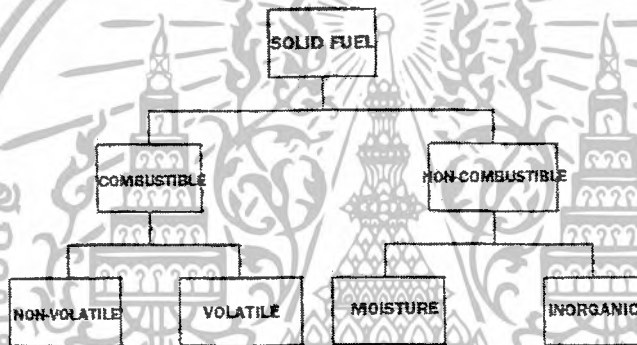 SOLID FUEL
COMBUSTIBLE
NON-COMBUSTIBLE
NON-VOLATILE
VOLATILE
MOISTURE
INORGANIC